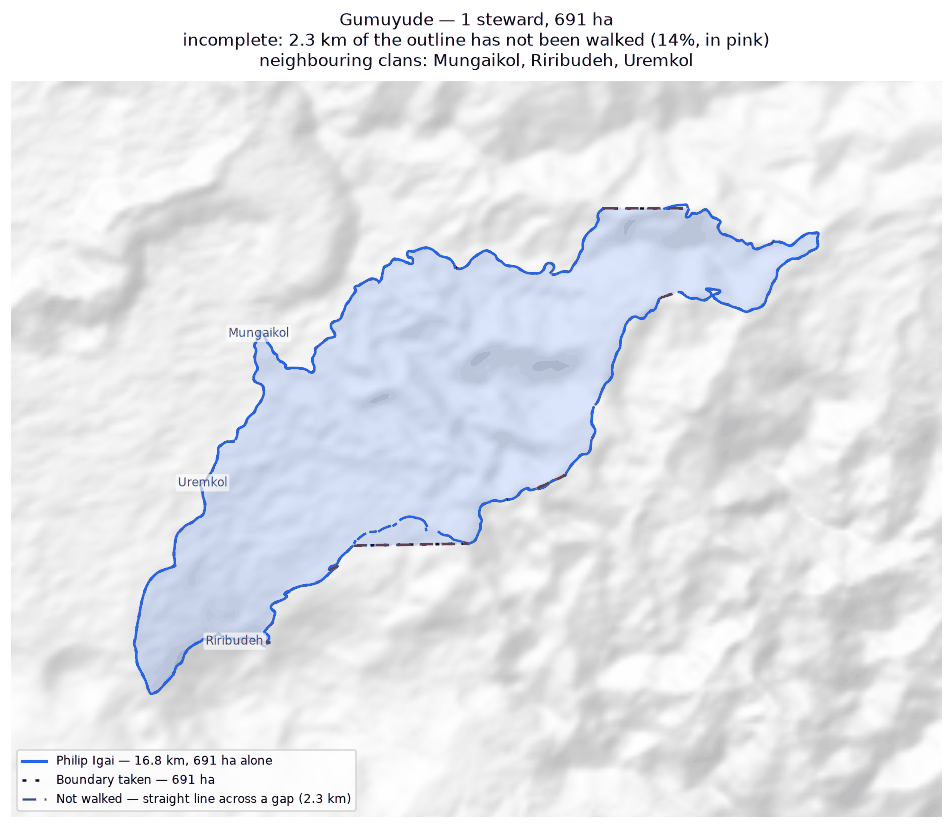 Gumuyude — 1 steward, 691 ha
incomplete: 2.3 km of the outline has not been walked (14%, in pink)
neighbouring clans: Mungaikol, Riribudeh, Uremkol
Mungaikol
Uremkol
Riribudeh
Philip Igai — 16.8 km, 691 ha alone
Boundary taken — 691 ha
Not walked — straight line across a gap (2.3 km)